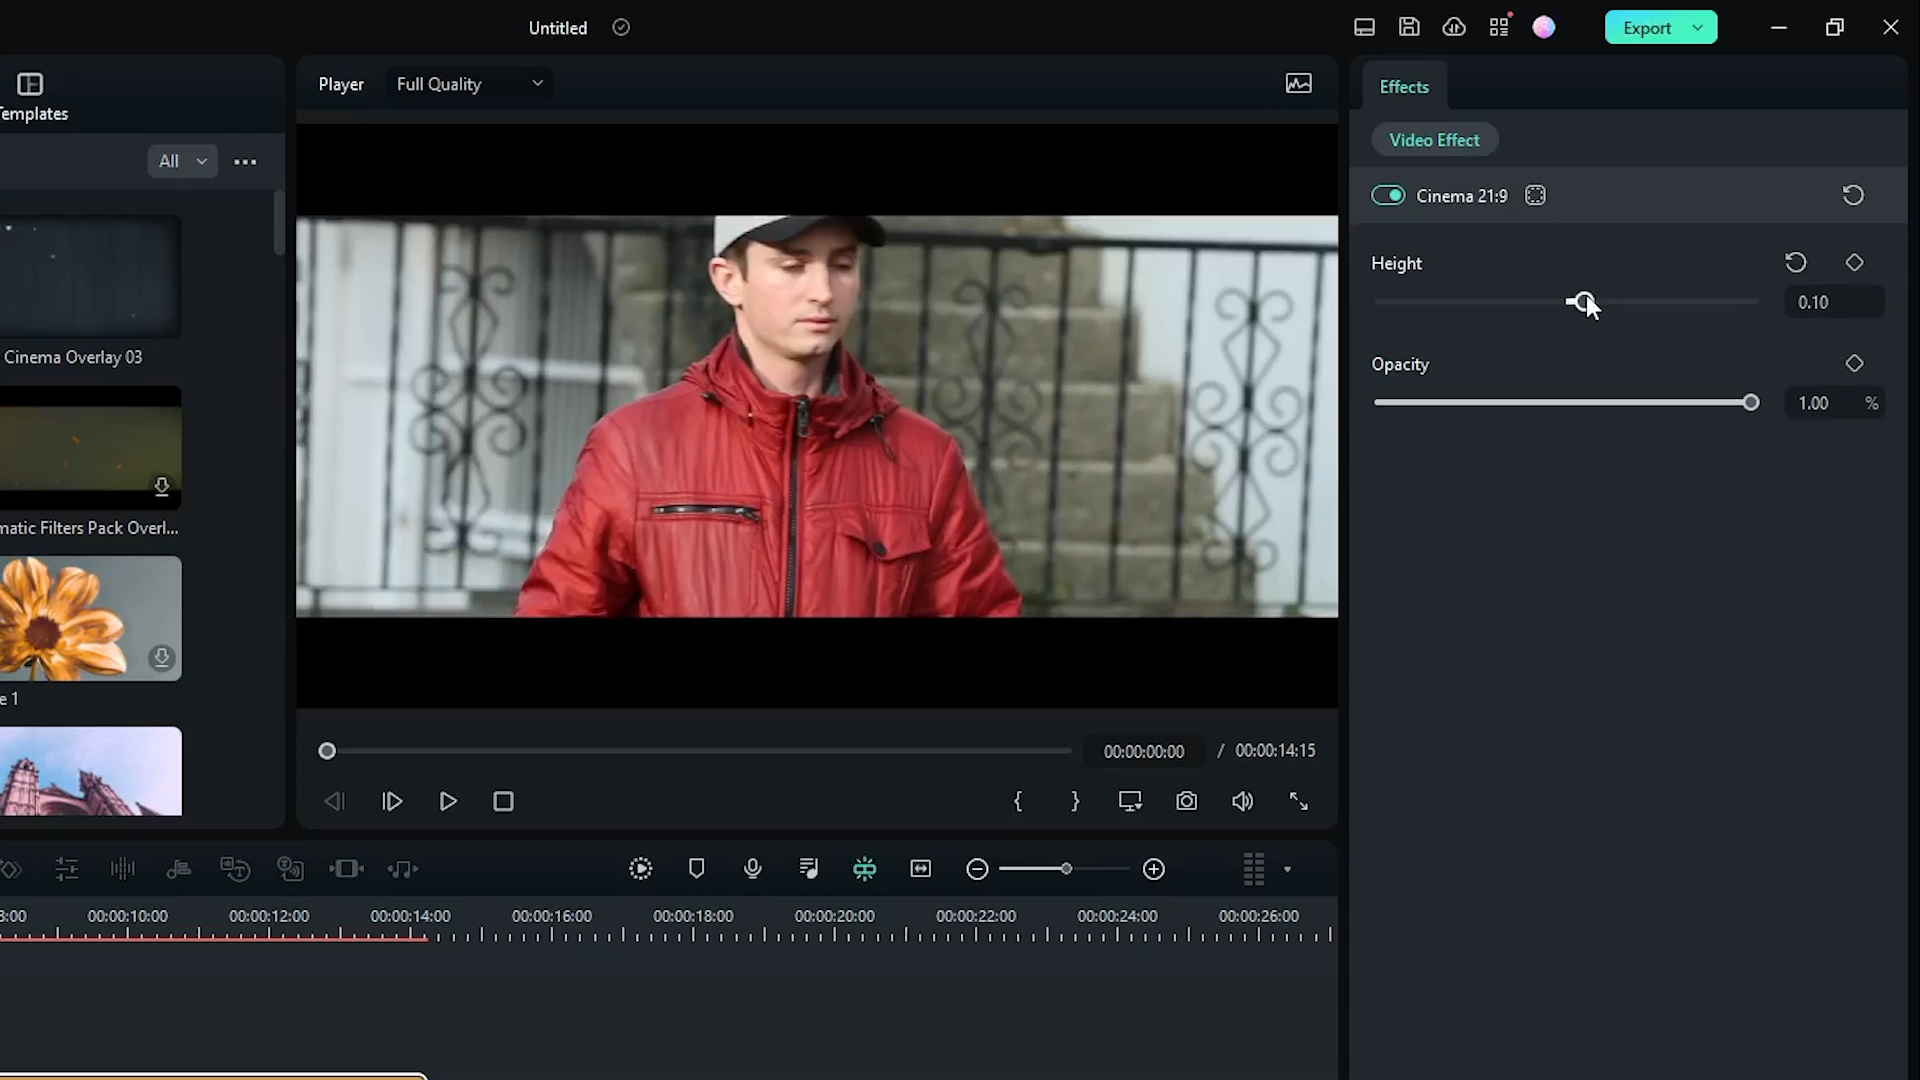 Untitled
Export
Templates
Player
Full Quality
All
Cinema Overlay 03
matic Filters Pack Overl...
e 1
Effects
Video Effect
Cinema 21:9
Height
0.10
Opacity
1.00 %
00:00:00:00 / 00:00:14:15
8:00 00:00:10:00 00:00:12:00 00:00:14:00 00:00:16:00 00:00:18:00 00:00:20:00 00:00:22:00 00:00:24:00 00:00:26:00